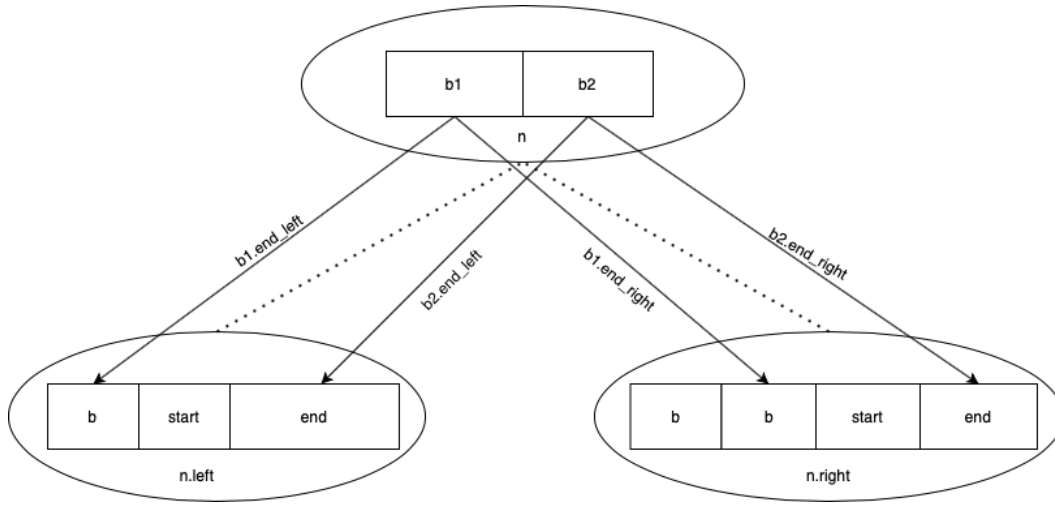 b1
b2
n
b1.end_left
b2.end_left
b1.end_right
b2.end_right
b
start
end
b
b
start
end
n.left
n.right